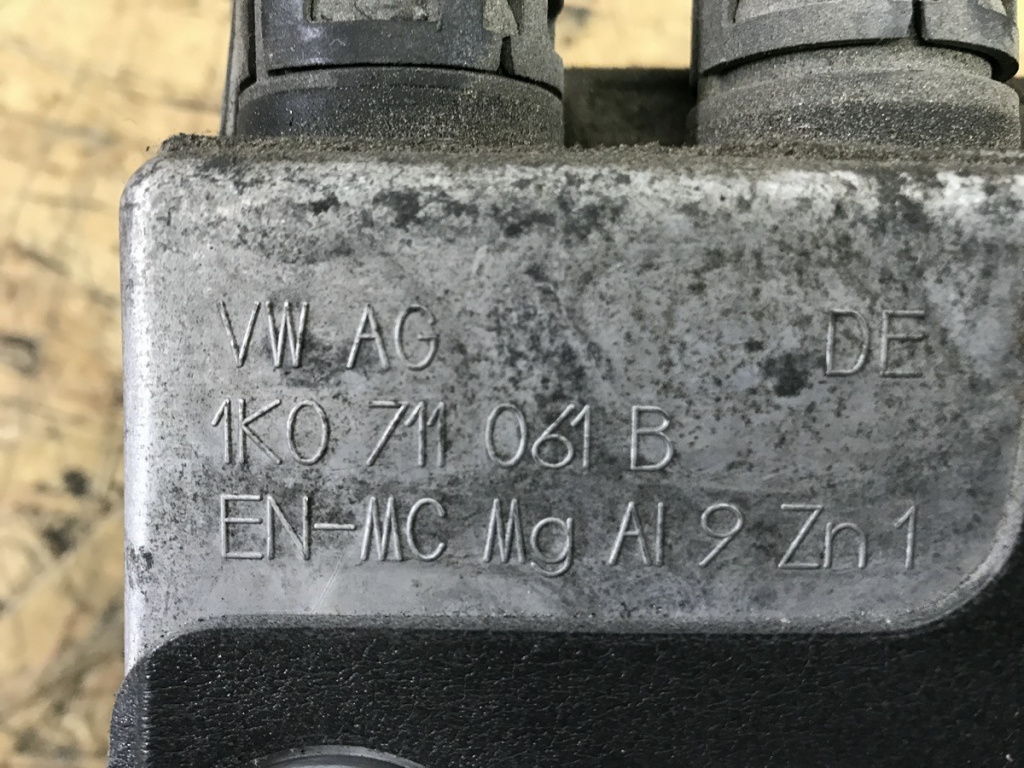 VW AG DE
1K0 711 061 B
EN-MC Mg Al 9 Zn 1